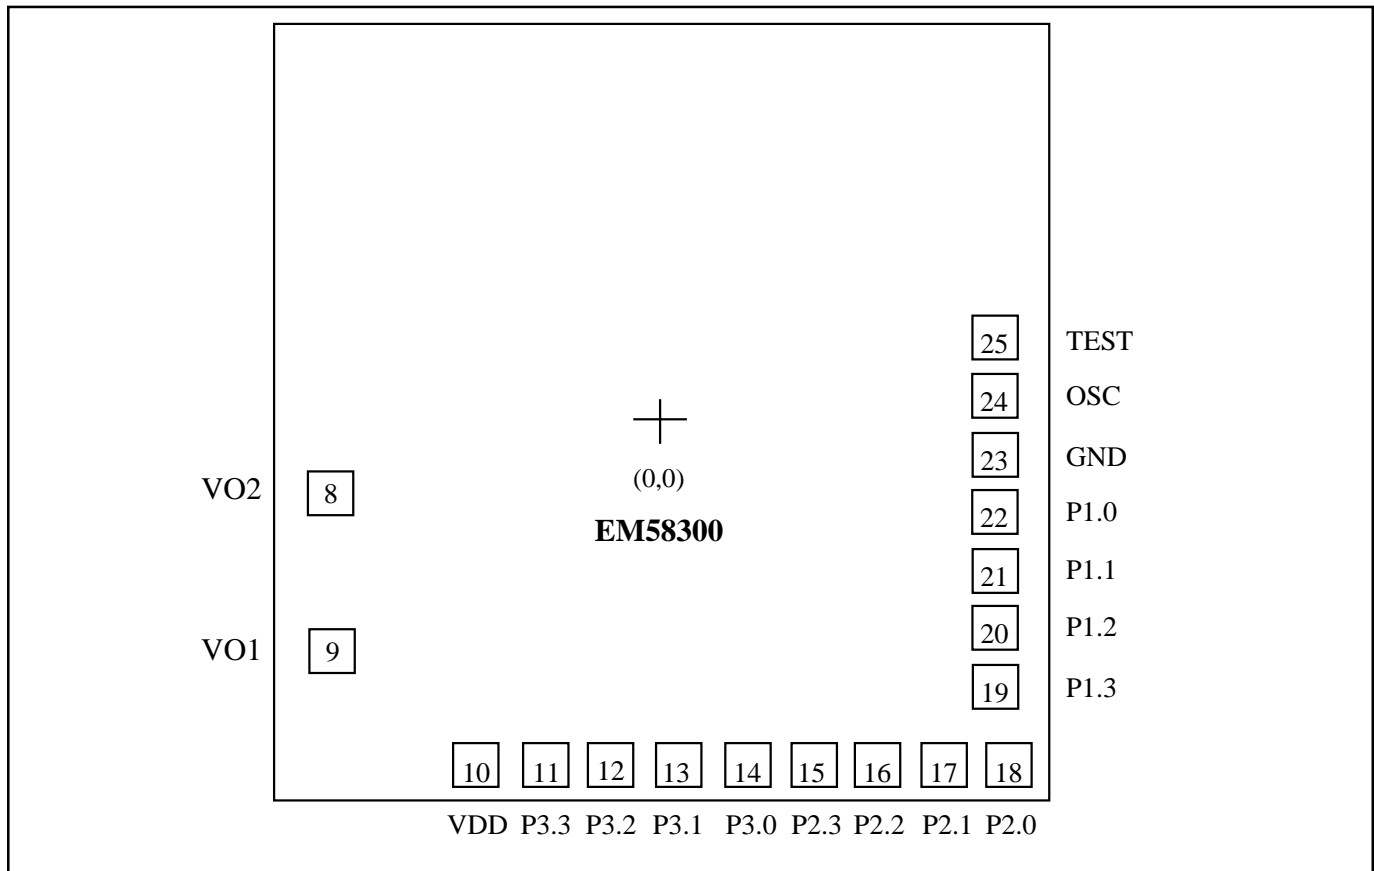 25 TEST
24 OSC
23 GND
(0,0)
VO2 8
22 P1.0
EM58300
21 P1.1
20 P1.2
VO1 9
19 P1.3
10 11 12 13 14 15 16 17 18
VDD P3.3 P3.2 P3.1 P3.0 P2.3 P2.2 P2.1 P2.0